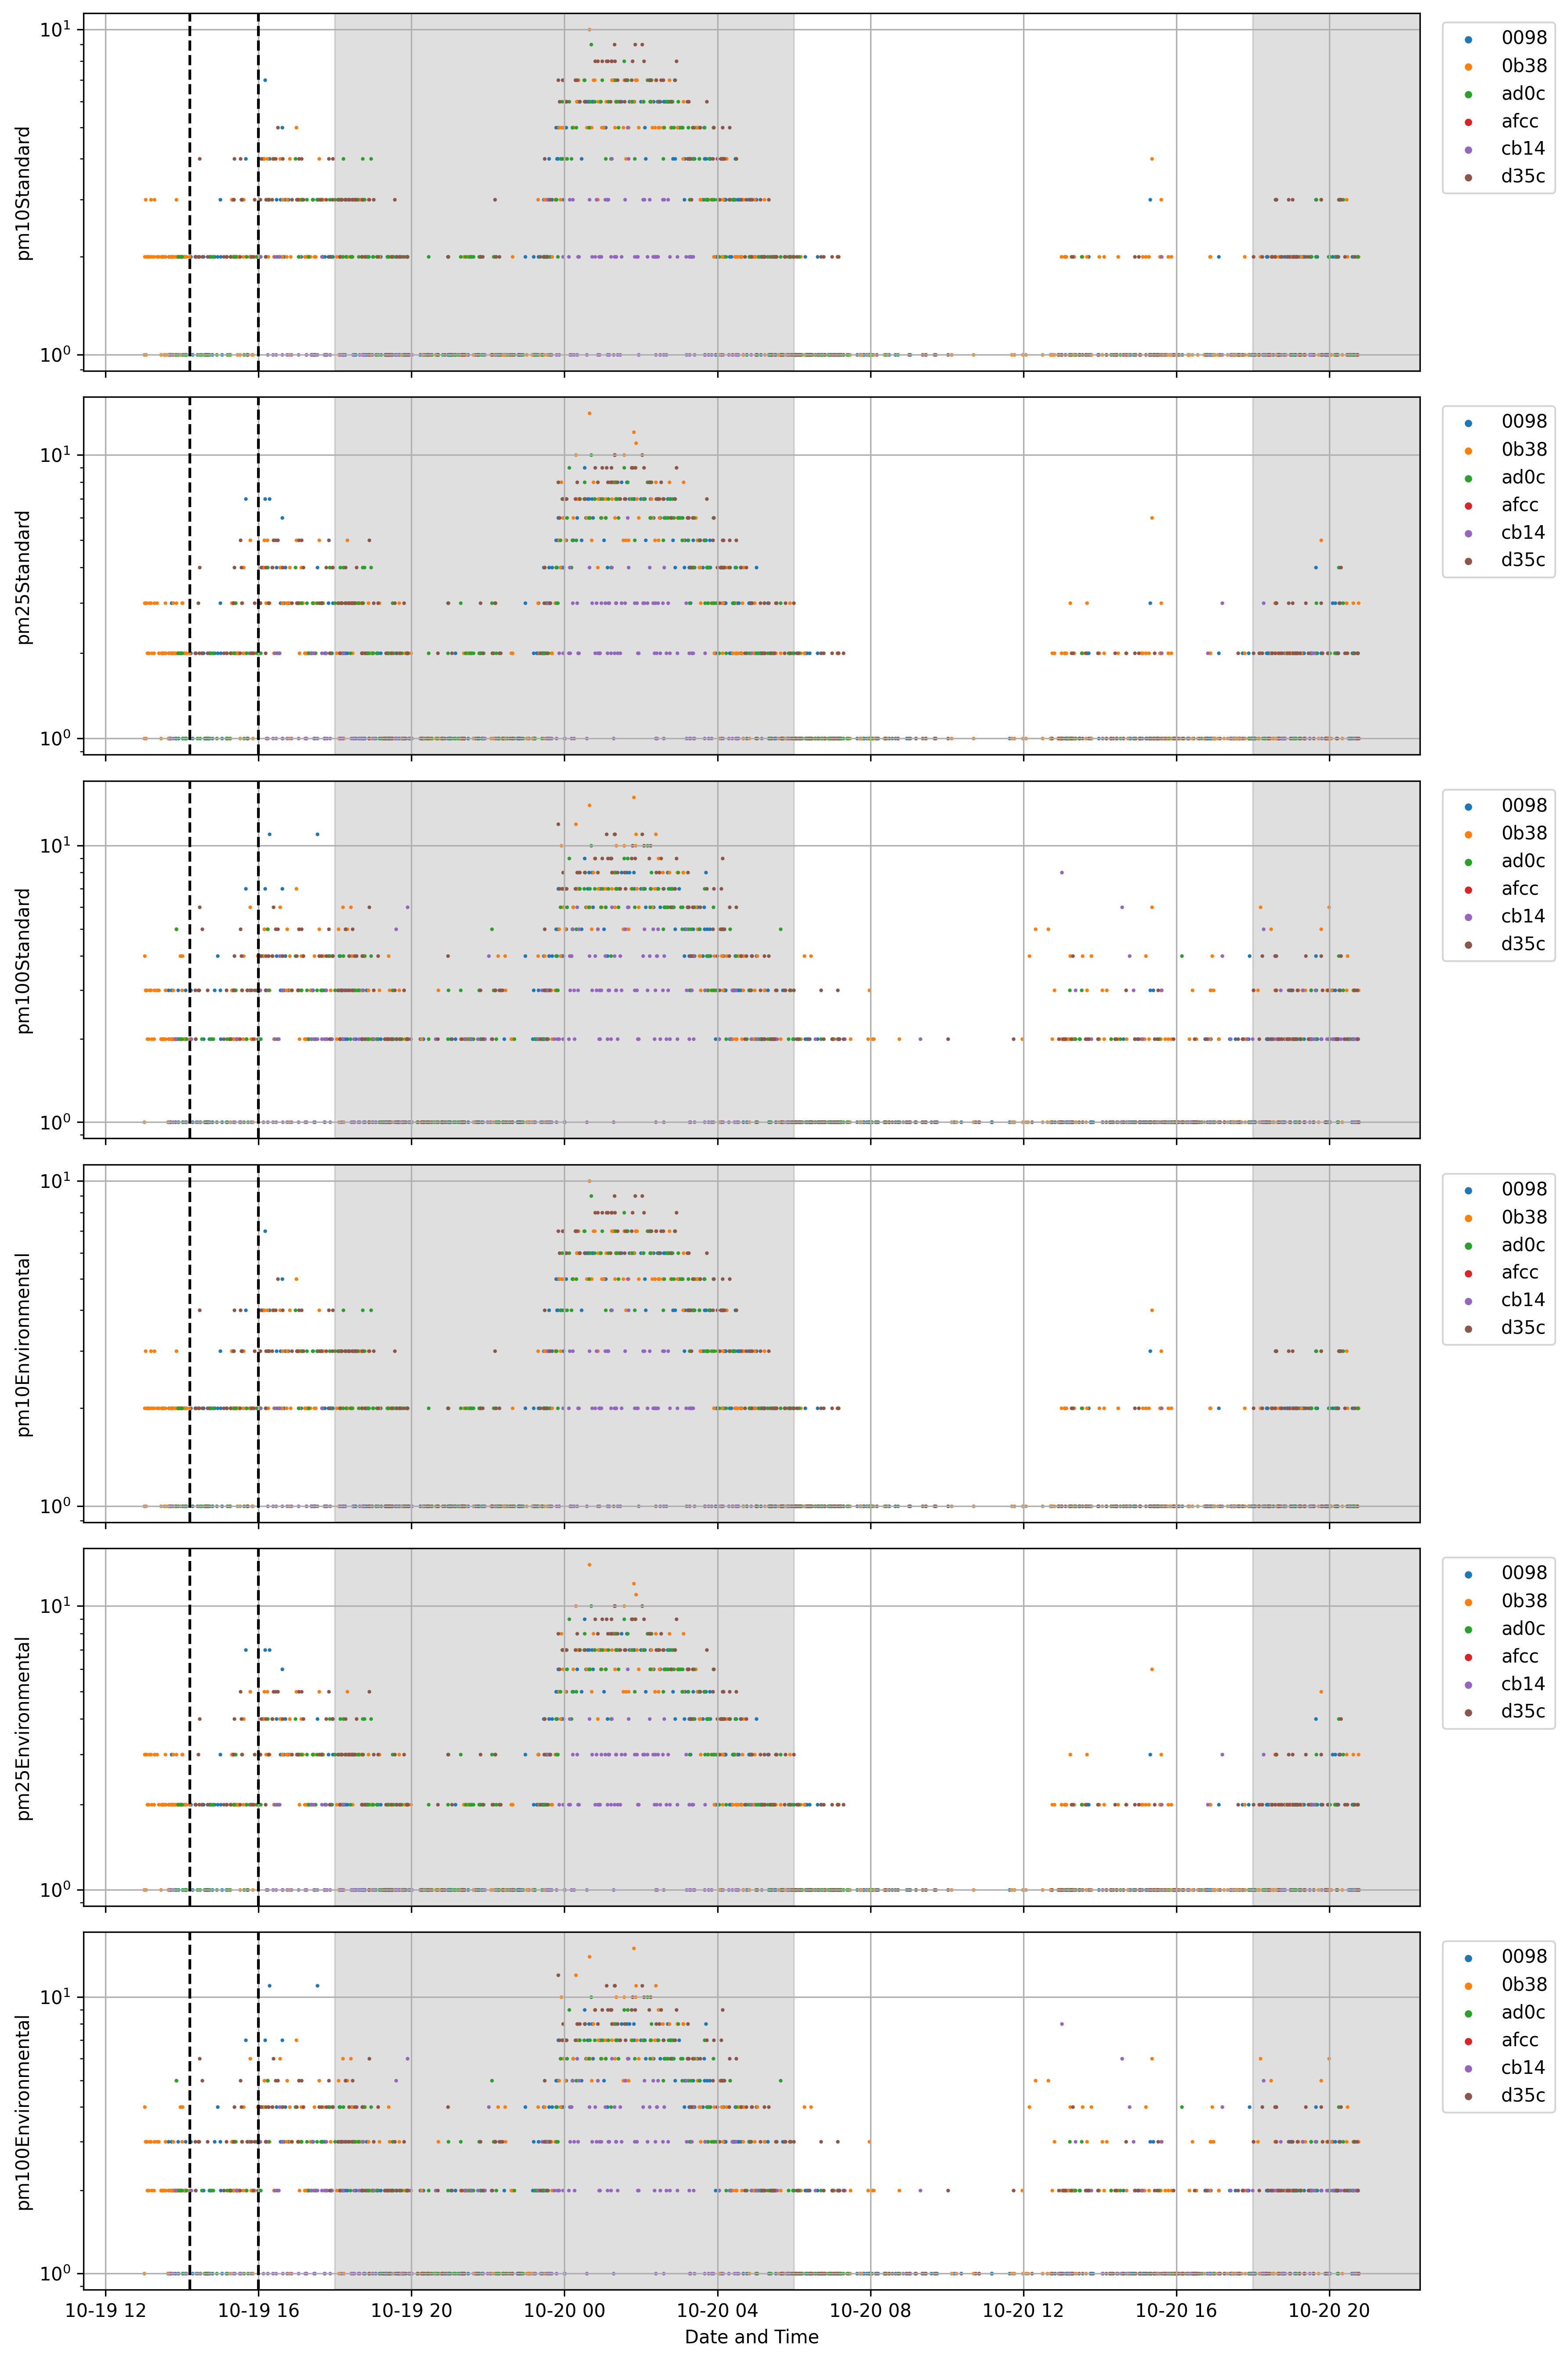 pm10Standard
10¹
10⁰
0098
0b38
ad0c
afcc
cb14
d35c
pm25Standard
10¹
10⁰
0098
0b38
ad0c
afcc
cb14
d35c
pm100Standard
10¹
10⁰
0098
0b38
ad0c
afcc
cb14
d35c
pm10Environmental
10¹
10⁰
0098
0b38
ad0c
afcc
cb14
d35c
pm25Environmental
10¹
10⁰
0098
0b38
ad0c
afcc
cb14
d35c
pm100Environmental
10¹
10⁰
0098
0b38
ad0c
afcc
cb14
d35c
10-19 12 10-19 16 10-19 20 10-20 00 10-20 04 10-20 08 10-20 12 10-20 16 10-20 20
Date and Time